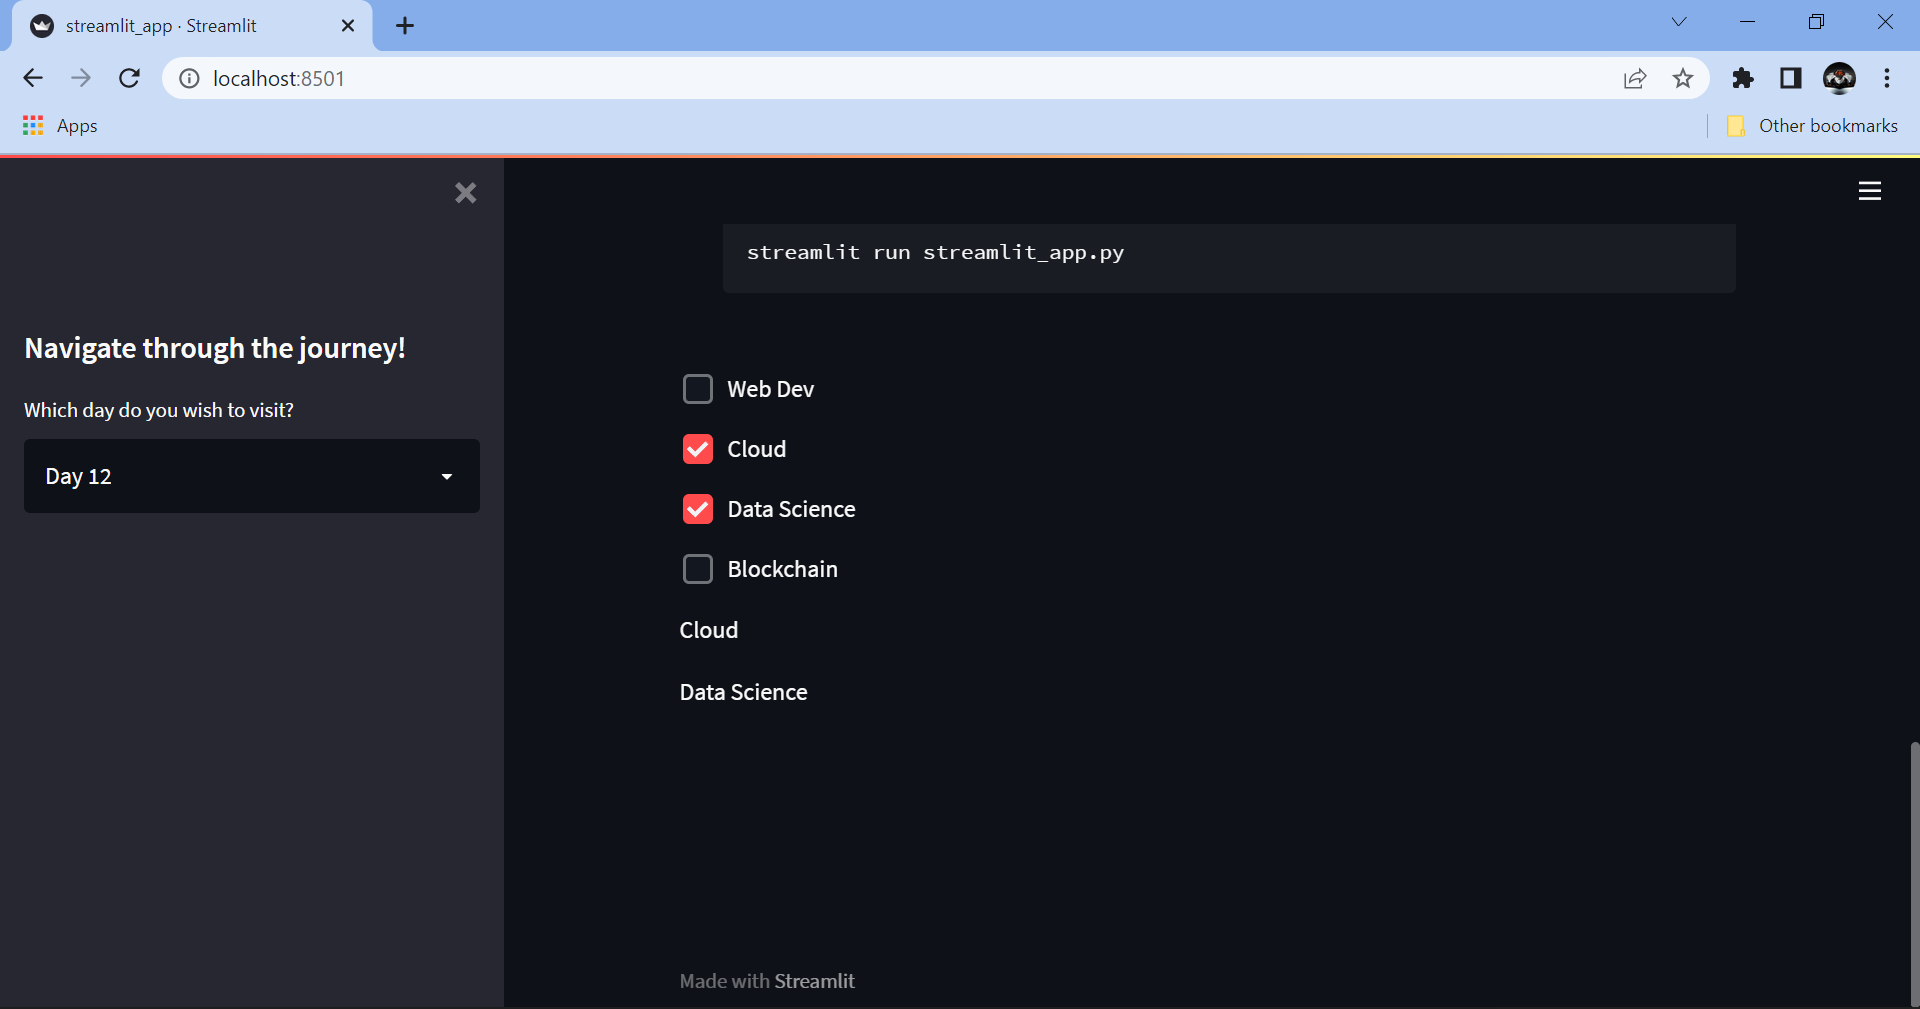 streamlit_app · Streamlit
localhost:8501
Apps
Other bookmarks
Navigate through the journey!
Which day do you wish to visit?
Day 12
streamlit run streamlit_app.py
Web Dev
Cloud
Data Science
Blockchain
Cloud
Data Science
Made with Streamlit